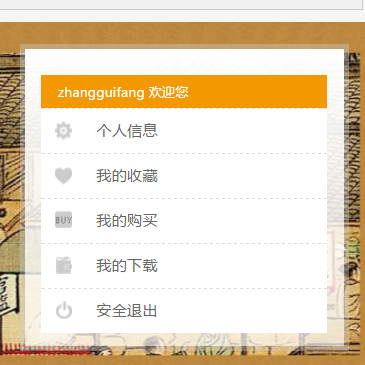 zhangguifang 欢迎您
个人信息
我的收藏
BUY 我的购买
我的下载
安全退出